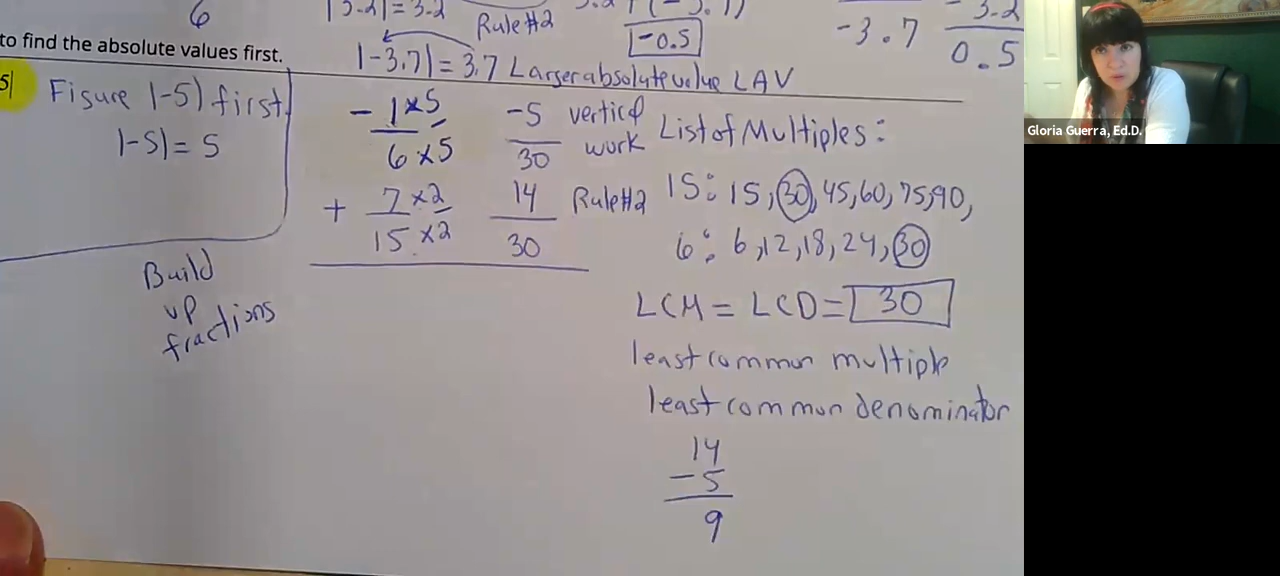 6
|3.2|=3.2
Rule#2
|-0.5|
-3.7
3.2
0.5
to find the absolute values first.
|-3.7|=3.7 Larger absolute value LAV
5|
Figure |-5| first.
|-5|=5
- 1 ×5
6 ×5
-5
30
vertical
work
+ 7 ×2
15 ×2
14
30
Rule#2
List of Multiples:
15: 15, 30, 45, 60, 75, 90,
6: 6, 12, 18, 24, 30
LCM = LCD = 30
least common multiple
least common denominator
14
-5
9
Build
up
fractions
Gloria Guerra, Ed.D.